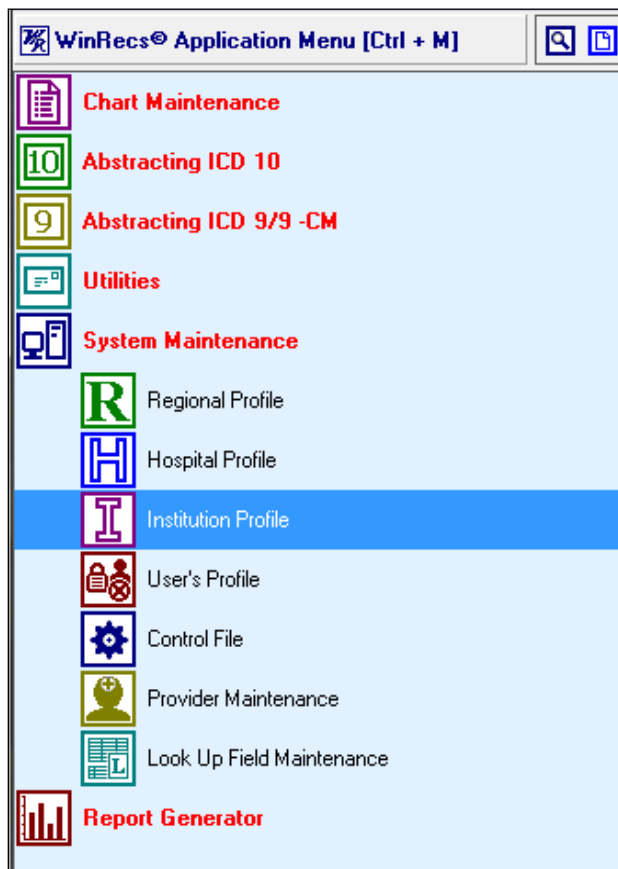 WinRecs© Application Menu [Ctrl + M]
Chart Maintenance
10 Abstracting ICD 10
9 Abstracting ICD 9/9 -CM
Utilities
System Maintenance
R Regional Profile
H Hospital Profile
I Institution Profile
User's Profile
Control File
Provider Maintenance
L Look Up Field Maintenance
Report Generator